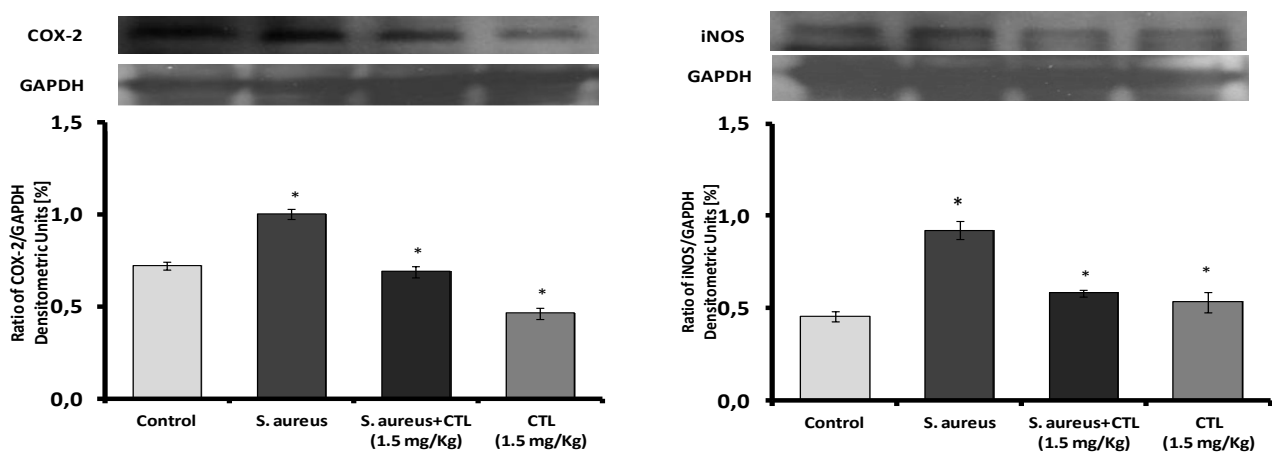 COX-2
GAPDH
Ratio of COX-2/GAPDH
Densitometric Units [%]
1,5
1,0
0,5
0,0
*
*
*
Control
S. aureus
S. aureus+CTL
(1.5 mg/Kg)
CTL
(1.5 mg/Kg)
iNOS
GAPDH
Ratio of iNOS/GAPDH
Densitometric Units [%]
1,5
1,0
0,5
0,0
*
*
*
Control
S. aureus
S. aureus+CTL
(1.5 mg/Kg)
CTL
(1.5 mg/Kg)